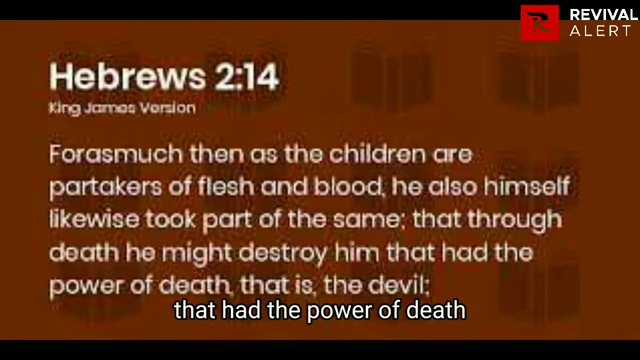 REVIVAL
ALERT
Hebrews 2:14
King James Version
Forasmuch then as the children are
partakers of flesh and blood, he also himself
likewise took part of the same; that through
death he might destroy him that had the
power of death, that is, the devil;
that had the power of death